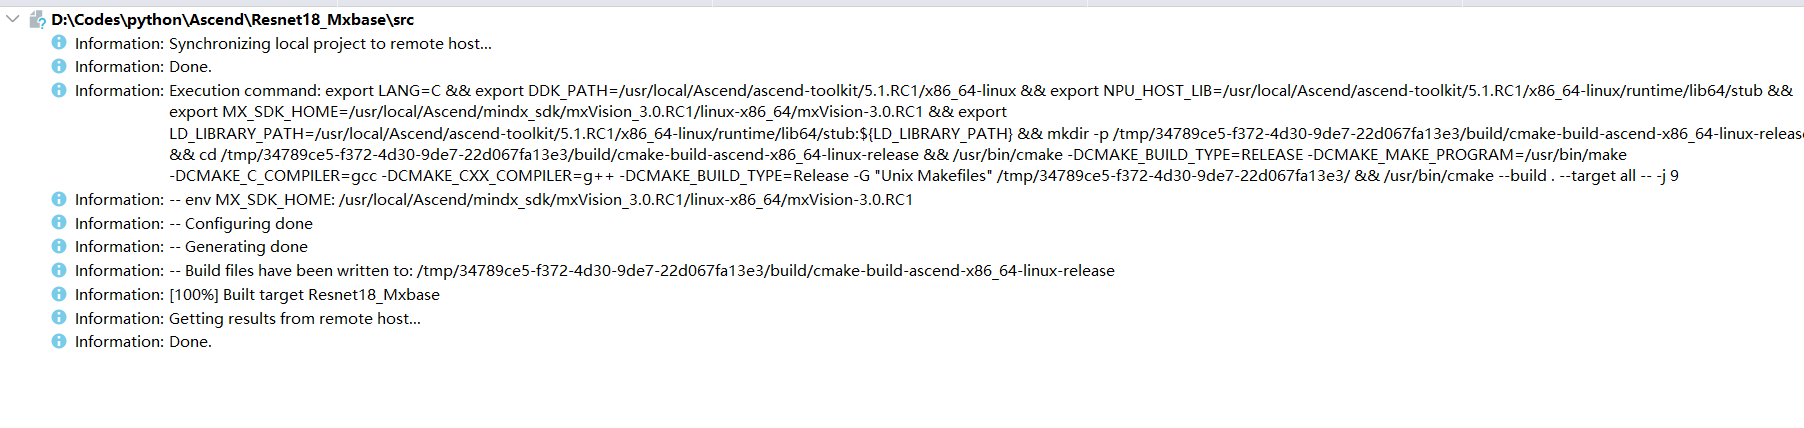 D:\Codes\python\Ascend\Resnet18_Mxbase\src
Information: Synchronizing local project to remote host...
Information: Done.
Information: Execution command: export LANG=C && export DDK_PATH=/usr/local/Ascend/ascend-toolkit/5.1.RC1/x86_64-linux && export NPU_HOST_LIB=/usr/local/Ascend/ascend-toolkit/5.1.RC1/x86_64-linux/runtime/lib64/stub &&
export MX_SDK_HOME=/usr/local/Ascend/mindx_sdk/mxVision_3.0.RC1/linux-x86_64/mxVision-3.0.RC1 && export
LD_LIBRARY_PATH=/usr/local/Ascend/ascend-toolkit/5.1.RC1/x86_64-linux/runtime/lib64/stub:${LD_LIBRARY_PATH} && mkdir -p /tmp/34789ce5-f372-4d30-9de7-22d067fa13e3/build/cmake-build-ascend-x86_64-linux-releas
&& cd /tmp/34789ce5-f372-4d30-9de7-22d067fa13e3/build/cmake-build-ascend-x86_64-linux-release && /usr/bin/cmake -DCMAKE_BUILD_TYPE=RELEASE -DCMAKE_MAKE_PROGRAM=/usr/bin/make
-DCMAKE_C_COMPILER=gcc -DCMAKE_CXX_COMPILER=g++ -DCMAKE_BUILD_TYPE=Release -G "Unix Makefiles" /tmp/34789ce5-f372-4d30-9de7-22d067fa13e3/ && /usr/bin/cmake --build . --target all -- -j 9
Information: -- env MX_SDK_HOME: /usr/local/Ascend/mindx_sdk/mxVision_3.0.RC1/linux-x86_64/mxVision-3.0.RC1
Information: -- Configuring done
Information: -- Generating done
Information: -- Build files have been written to: /tmp/34789ce5-f372-4d30-9de7-22d067fa13e3/build/cmake-build-ascend-x86_64-linux-release
Information: [100%] Built target Resnet18_Mxbase
Information: Getting results from remote host...
Information: Done.